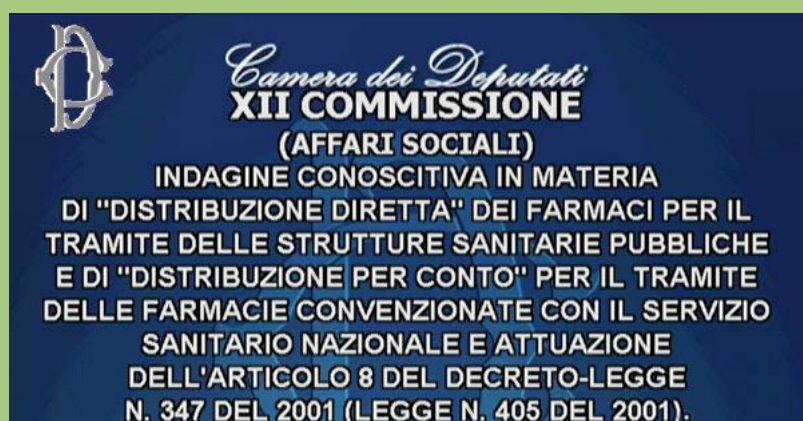 Camera dei Deputati
XII COMMISSIONE
(AFFARI SOCIALI)
INDAGINE CONOSCITIVA IN MATERIA
DI "DISTRIBUZIONE DIRETTA" DEI FARMACI PER IL
TRAMITE DELLE STRUTTURE SANITARIE PUBBLICHE
E DI "DISTRIBUZIONE PER CONTO" PER IL TRAMITE
DELLE FARMACIE CONVENZIONATE CON IL SERVIZIO
SANITARIO NAZIONALE E ATTUAZIONE
DELL'ARTICOLO 8 DEL DECRETO-LEGGE
N. 347 DEL 2001 (LEGGE N. 405 DEL 2001).